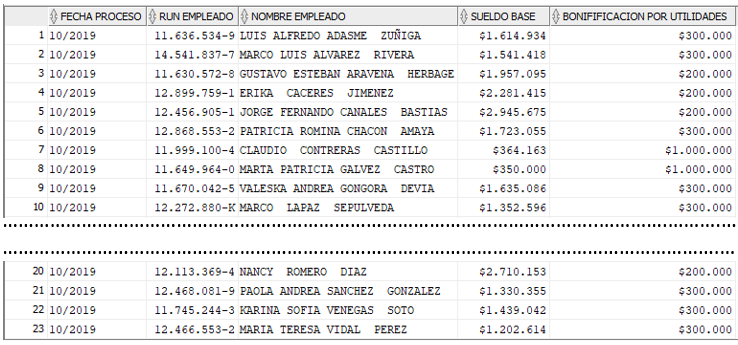 FECHA PROCESO RUN EMPLEADO NOMBRE EMPLEADO SUELDO BASE BONIFIFICACION POR UTILIDADES
1 10/2019 11.636.534-9 LUIS ALFREDO ADASME ZUÑIGA $1.614.934 $300.000
2 10/2019 14.541.837-7 MARCO LUIS ALVAREZ RIVERA $1.541.418 $300.000
3 10/2019 11.630.572-8 GUSTAVO ESTEBAN ARAVENA HERBAGE $1.957.095 $200.000
4 10/2019 12.899.759-1 ERIKA CACERES JIMENEZ $2.281.415 $200.000
5 10/2019 12.456.905-1 JORGE FERNANDO CANALES BASTIAS $2.945.675 $200.000
6 10/2019 12.868.553-2 PATRICIA ROMINA CHACON AMAYA $1.723.055 $300.000
7 10/2019 11.999.100-4 CLAUDIO CONTRERAS CASTILLO $364.163 $1.000.000
8 10/2019 11.649.964-0 MARTA PATRICIA GALVEZ CASTRO $350.000 $1.000.000
9 10/2019 11.670.042-5 VALESKA ANDREA GONGORA DEVIA $1.635.086 $300.000
10 10/2019 12.272.880-K MARCO LAPAZ SEPULVEDA $1.352.596 $300.000
20 10/2019 12.113.369-4 NANCY ROMERO DIAZ $2.710.153 $200.000
21 10/2019 12.468.081-9 PAOLA ANDREA SANCHEZ GONZALEZ $1.330.355 $300.000
22 10/2019 11.745.244-3 KARINA SOFIA VENEGAS SOTO $1.439.042 $300.000
23 10/2019 12.466.553-2 MARIA TERESA VIDAL PEREZ $1.202.614 $300.000